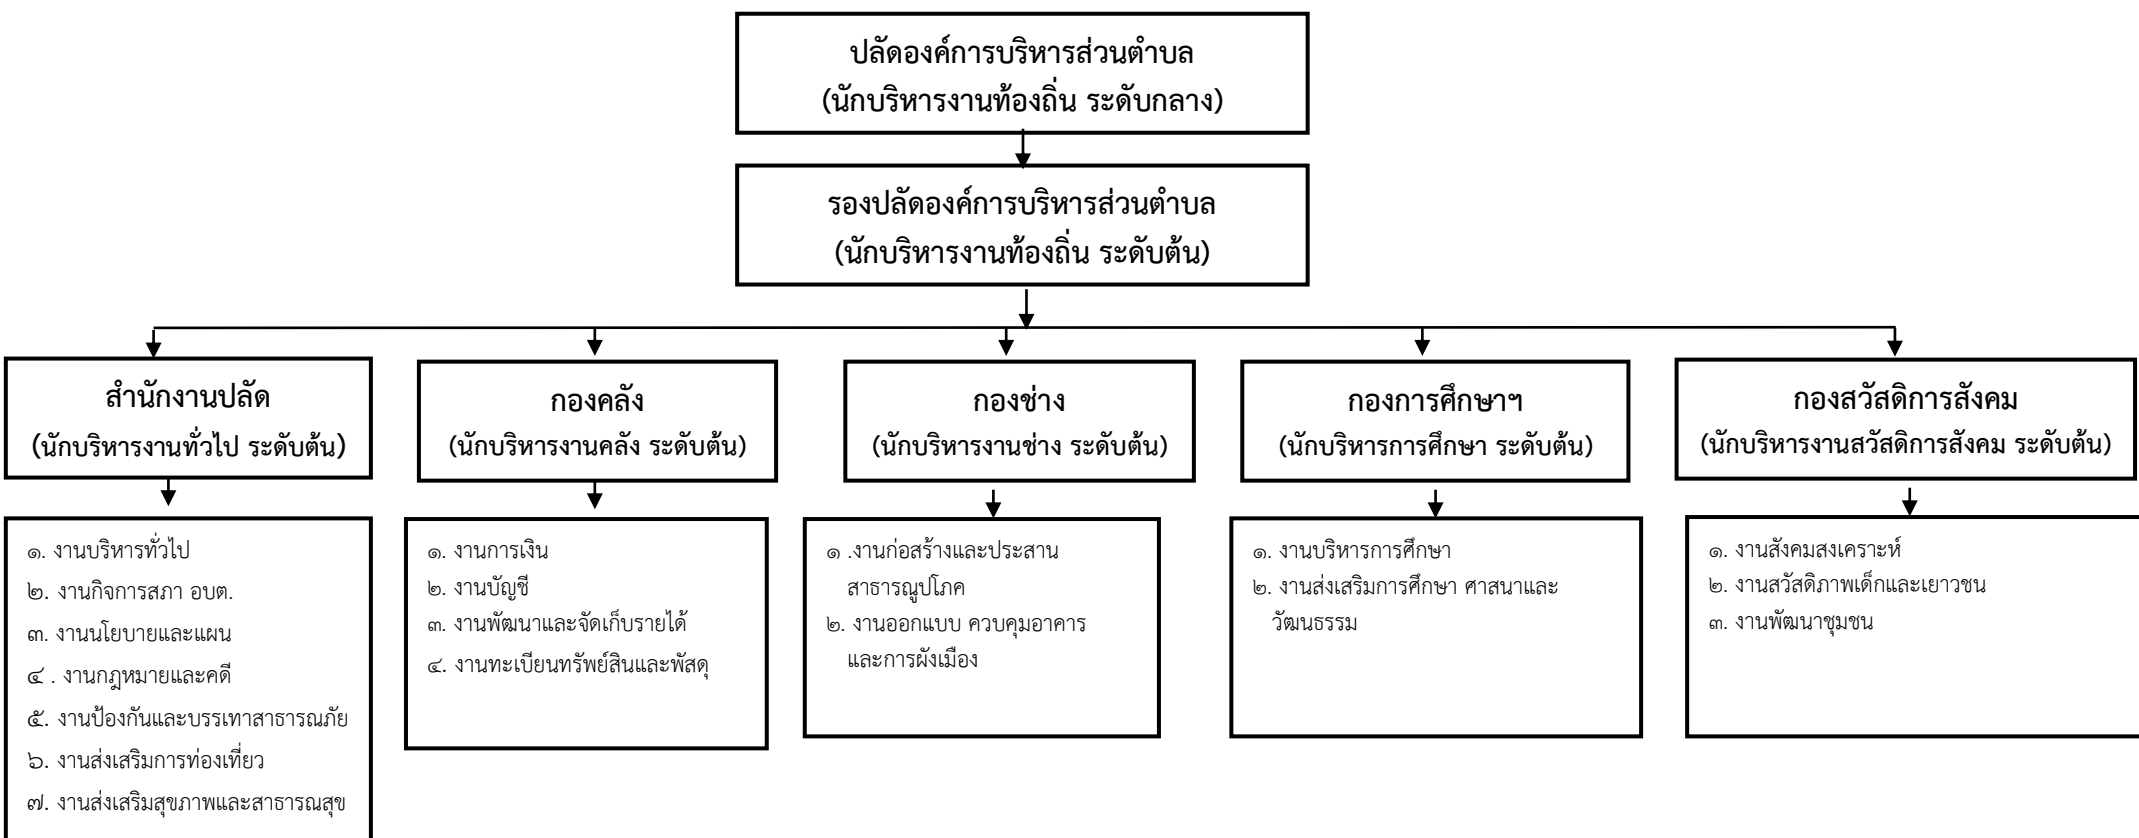 ปลัดองค์การบริหารส่วนตำบล
(นักบริหารงานท้องถิ่น ระดับกลาง)
รองปลัดองค์การบริหารส่วนตำบล
(นักบริหารงานท้องถิ่น ระดับต้น)
สำนักงานปลัด
(นักบริหารงานทั่วไป ระดับต้น)
กองคลัง
(นักบริหารงานคลัง ระดับต้น)
กองช่าง
(นักบริหารงานช่าง ระดับต้น)
กองการศึกษาฯ
(นักบริหารการศึกษา ระดับต้น)
กองสวัสดิการสังคม
(นักบริหารงานสวัสดิการสังคม ระดับต้น)
๑. งานบริหารทั่วไป
๒. งานกิจการสภา อบต.
๓. งานนโยบายและแผน
๔ . งานกฎหมายและคดี
๕. งานป้องกันและบรรเทาสาธารณภัย
๖. งานส่งเสริมการท่องเที่ยว
๗. งานส่งเสริมสุขภาพและสาธารณสุข
๑. งานการเงิน
๒. งานบัญชี
๓. งานพัฒนาและจัดเก็บรายได้
๔. งานทะเบียนทรัพย์สินและพัสดุ
๑ .งานก่อสร้างและประสาน
สาธารณูปโภค
๒. งานออกแบบ ควบคุมอาคาร
และการผังเมือง
๑. งานบริหารการศึกษา
๒. งานส่งเสริมการศึกษา ศาสนาและ
วัฒนธรรม
๑. งานสังคมสงเคราะห์
๒. งานสวัสดิภาพเด็กและเยาวชน
๓. งานพัฒนาชุมชน